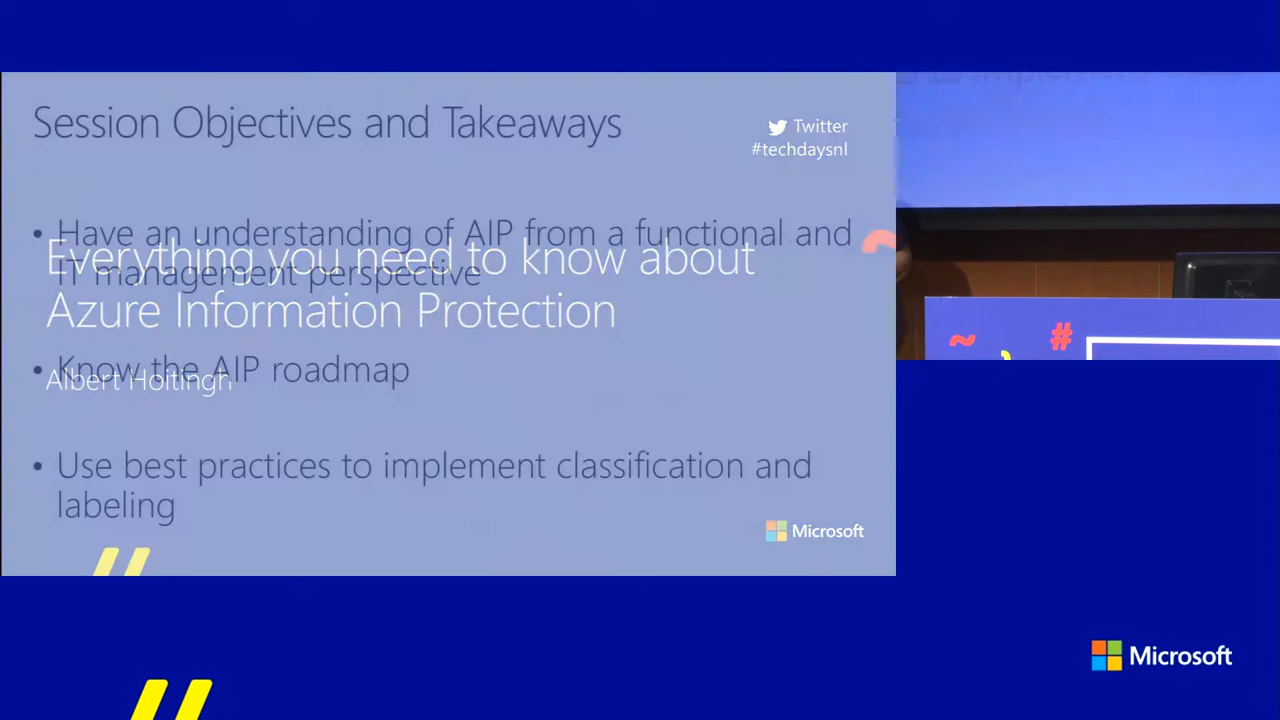 Session Objectives and Takeaways
Twitter
#techdaysnl
• Have an understanding of AIP from a functional and
IT management perspective
Everything you need to know about
Azure Information Protection
• Know the AIP roadmap
Albert Hoitingh
• Use best practices to implement classification and
labeling
Microsoft
~ #
Microsoft